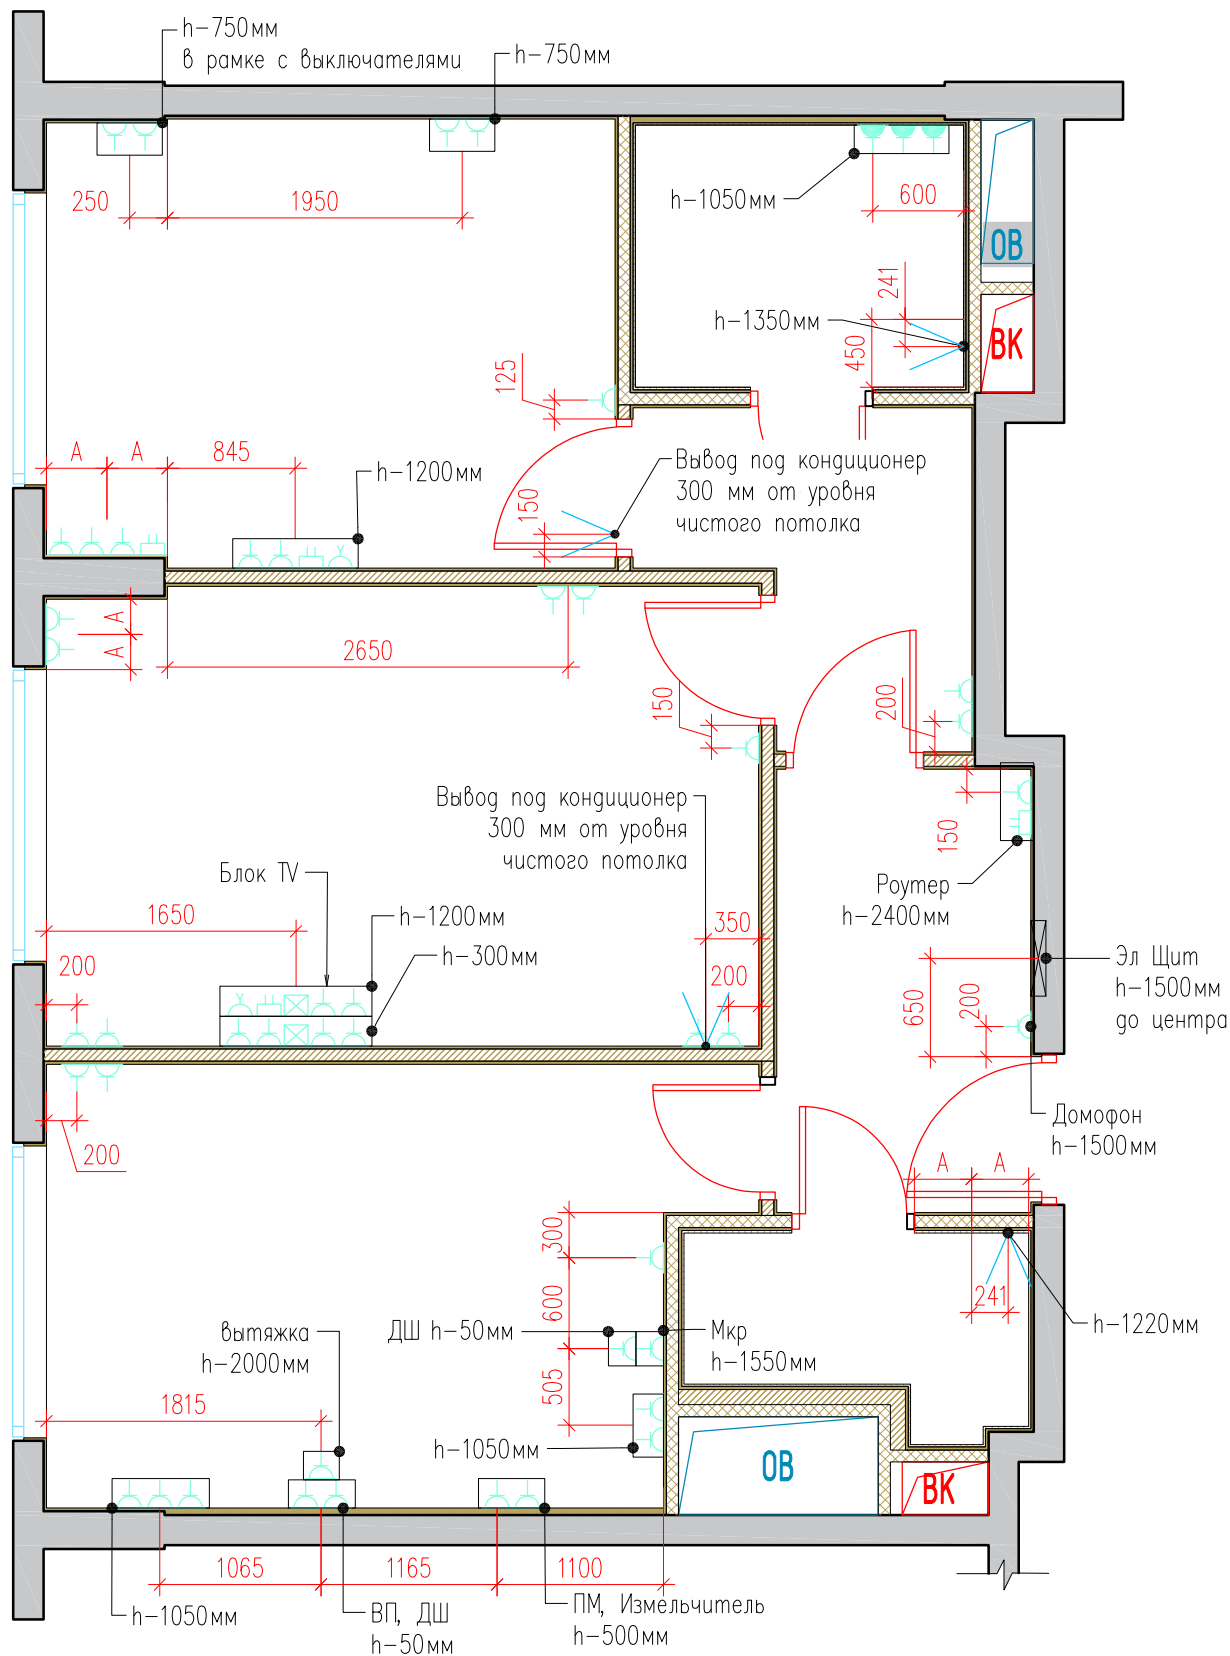 h-750мм
в рамке с выключателями
h-750мм
250
1950
h-1050мм
600
ОВ
241
h-1350мм
450
ВК
125
А
А
845
h-1200мм
150
Вывод под кондиционер
300 мм от уровня
чистого потолка
А
А
2650
150
200
Вывод под кондиционер
300 мм от уровня
чистого потолка
150
Блок TV
Роутер
h-2400мм
1650
h-1200мм
350
h-300мм
200
200
Эл Щит
h-1500мм
до центра
650
200
Домофон
h-1500мм
200
А
А
300
600
241
h-1220мм
вытяжка
h-2000мм
ДШ h-50мм
Мкр
h-1550мм
1815
505
h-1050мм
ОВ
ВК
1065
1165
1100
h-1050мм
ВП, ДШ
h-50мм
ПМ, Измельчитель
h-500мм